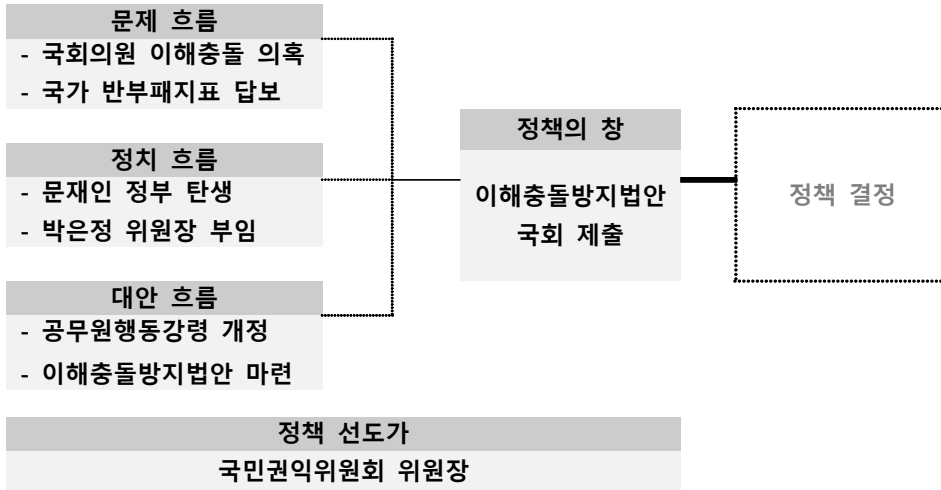 문제 흐름
- 국회의원 이해충돌 의혹
- 국가 반부패지표 답보
정치 흐름
- 문재인 정부 탄생
- 박은정 위원장 부임
대안 흐름
- 공무원행동강령 개정
- 이해충돌방지법안 마련
정책의 창
이해충돌방지법안
국회 제출
정책 결정
정책 선도가
국민권익위원회 위원장